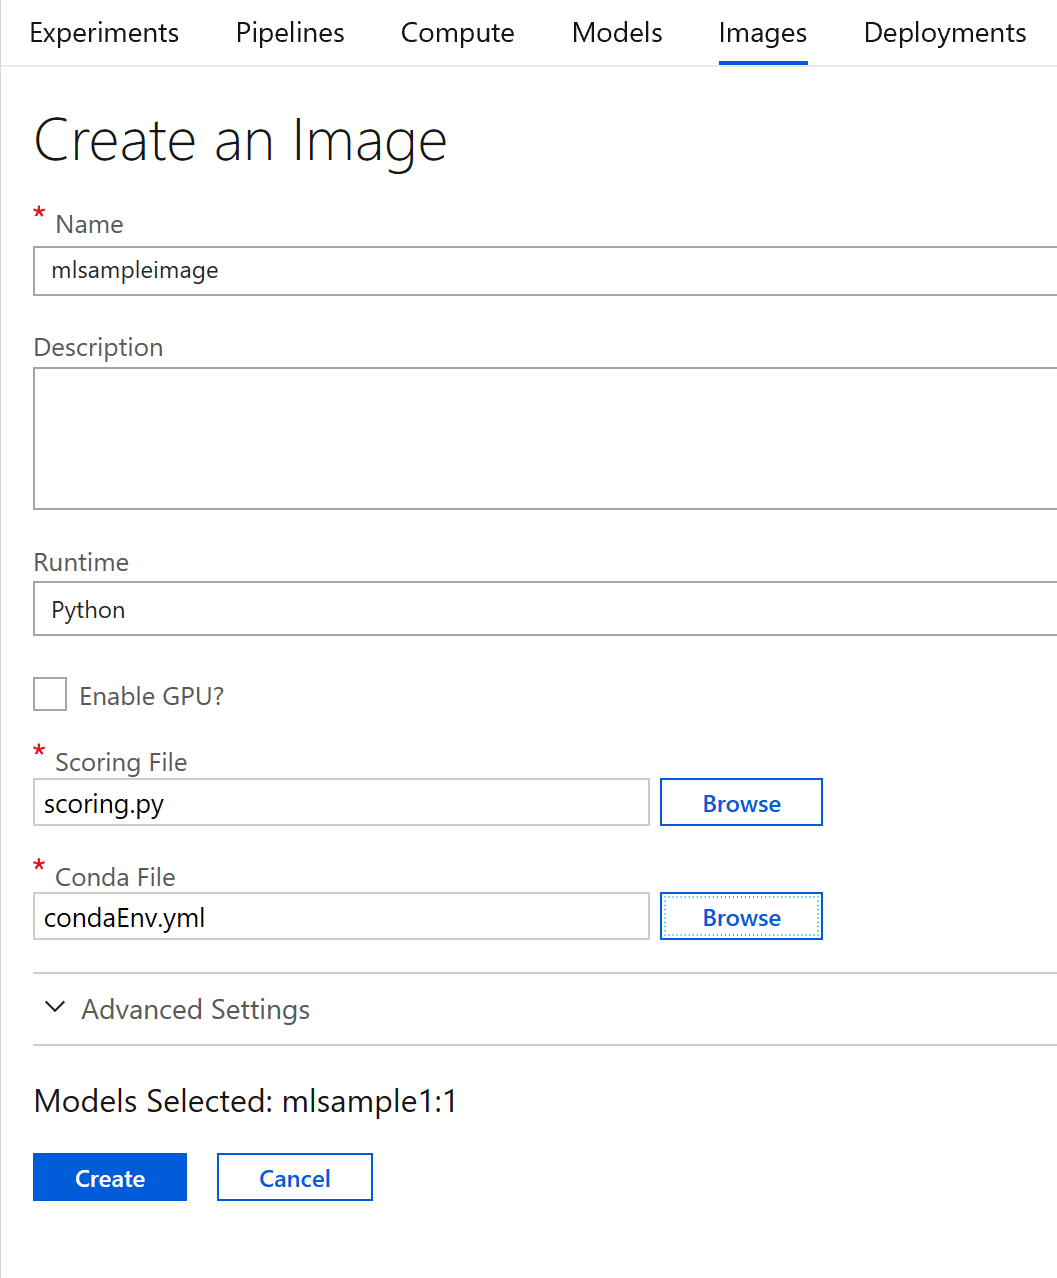 Experiments Pipelines Compute Models Images Deployments
Create an Image
* Name
mlsampleimage
Description
Runtime
Python
Enable GPU?
* Scoring File
scoring.py Browse
* Conda File
condaEnv.yml Browse
Advanced Settings
Models Selected: mlsample1:1
Create Cancel